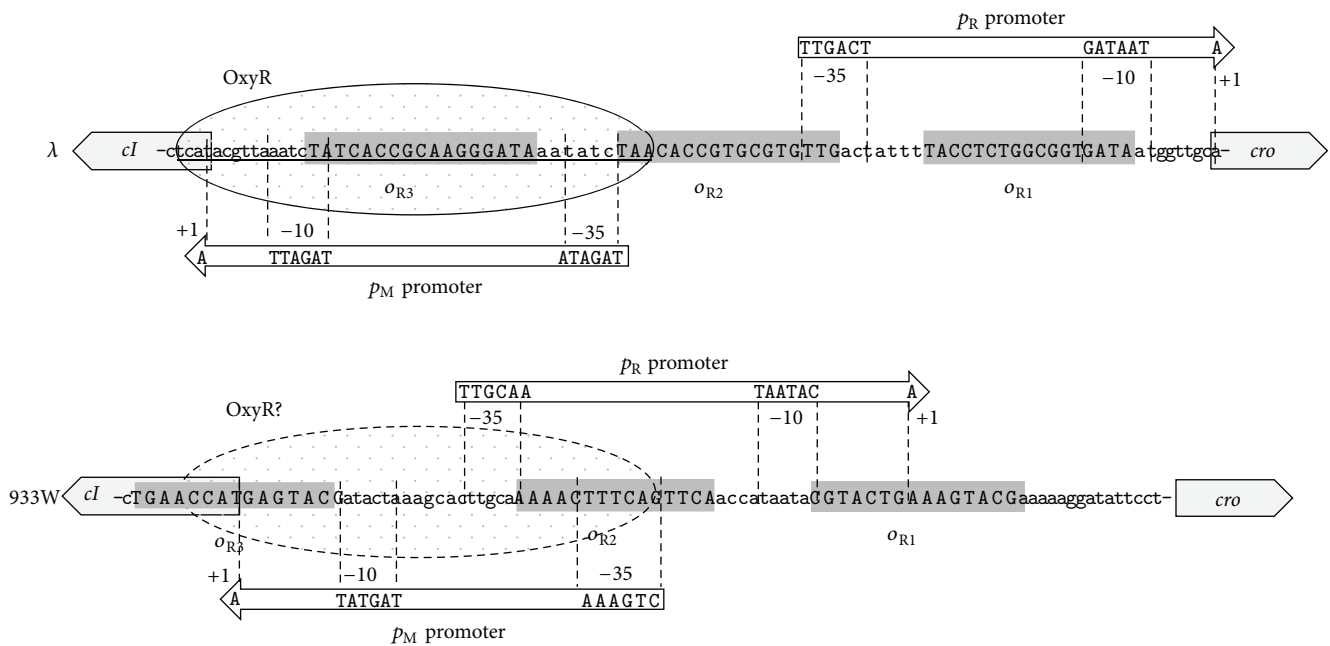 pR promoter
TTGACT GATAAT A
OxyR −35 −10 +1
λ cI –ctcatacgttaaatcTATCACCGCAAGGGATAaatatcTAACACCGTGCGTGTTGactattttTACCTCTGGCGGTGATAatggttgca– cro
oR3 oR2 oR1
+1 −10 −35
A TTAGAT ATAGAT
pM promoter
pR promoter
TTGCAA TAATAC A
OxyR? −35 −10 +1
933W cI –cTGAACCATGAGTACGatactaaagcacttgcaAAAACTTTCAGTTCAaccataataCGTACTGAAAGTACGaaaaaggatattcct– cro
oR3 oR2 oR1
+1 −10 −35
A TATGAT AAAGTC
pM promoter